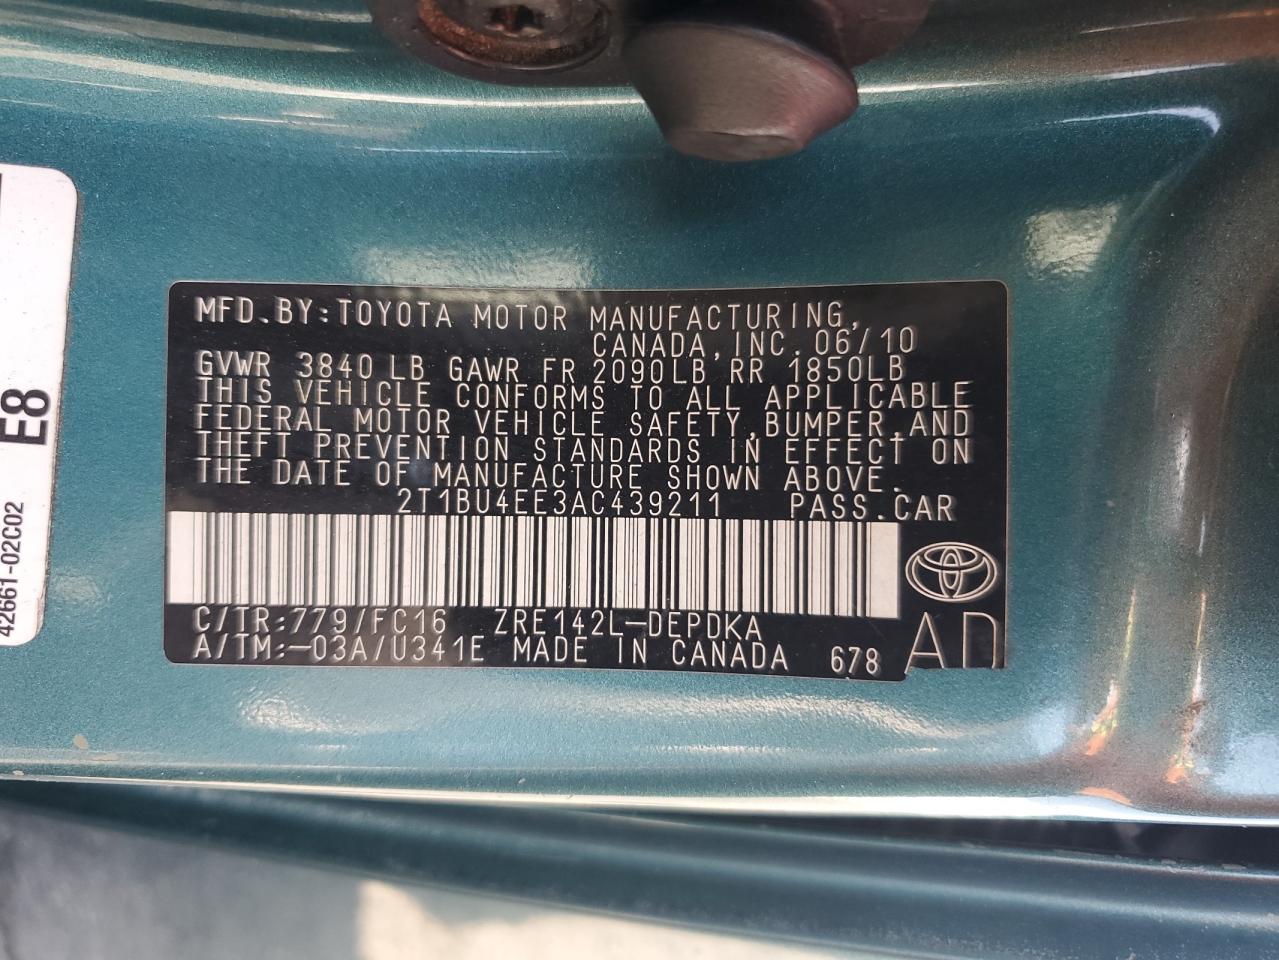 MFD.BY:TOYOTA MOTOR MANUFACTURING,
CANADA,INC. 06/10
GVWR 3840 LB GAWR FR 2090LB RR 1850LB
THIS VEHICLE CONFORMS TO ALL APPLICABLE
FEDERAL MOTOR VEHICLE SAFETY,BUMPER,AND
THEFT PREVENTION STANDARDS IN EFFECT ON
THE DATE OF MANUFACTURE SHOWN ABOVE.
2T1BU4EE3AC439211 PASS.CAR
C/TR:779/FC16 ZRE142L-DEPDKA
A/TM:-03A/U341E MADE IN CANADA 678
AD
E8
42661-02C02